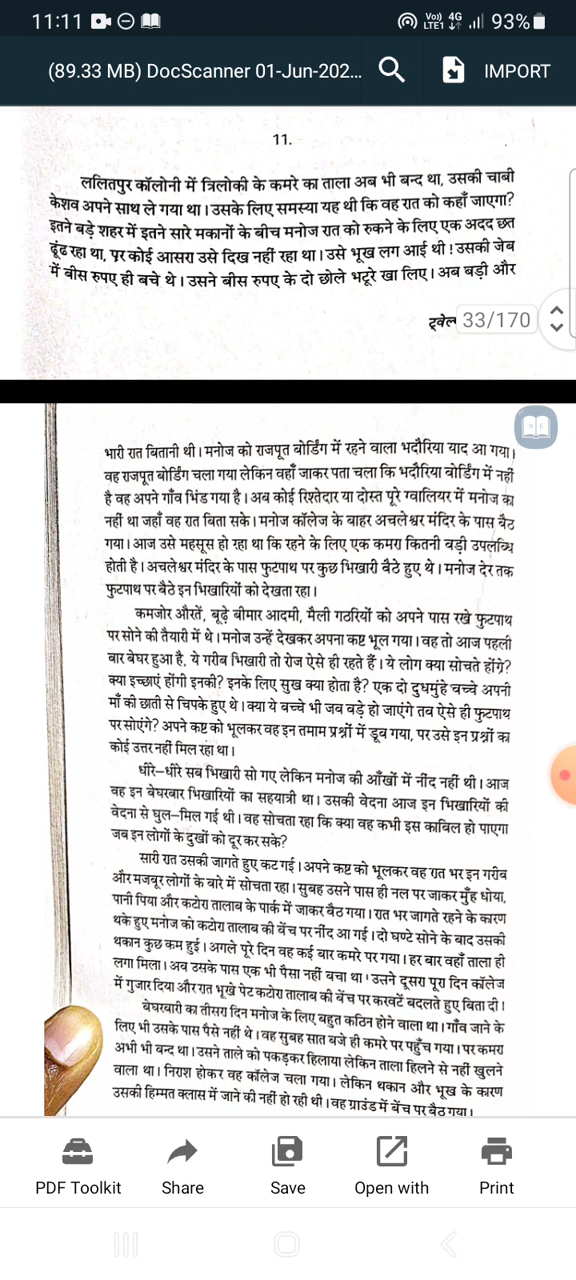 11:11
Vo)) 4G
LTE1
93%
(89.33 MB) DocScanner 01-Jun-202...
IMPORT
11.
ललितपुर कॉलोनी में त्रिलोकी के कमरे का ताला अब भी बन्द था, उसकी चाबी
केशव अपने साथ ले गया था। उसके लिए समस्या यह थी कि वह रात को कहाँ जाएगा?
इतने बड़े शहर में इतने सारे मकानों के बीच मनोज रात को रुकने के लिए एक अदद छत
ढूंढ रहा था, पर कोई आसरा उसे दिख नहीं रहा था। उसे भूख लग आई थी ! उसकी जेब
में बीस रुपए ही बचे थे। उसने बीस रुपए के दो छोले भटूरे खा लिए। अब बड़ी और
ट्वेल
33/170
भारी रात बितानी थी। मनोज को राजपूत बोर्डिंग में रहने वाला भदौरिया याद आ गया।
वह राजपूत बोर्डिंग चला गया लेकिन वहाँ जाकर पता चला कि भदौरिया बोर्डिंग में नहीं
है वह अपने गाँव भिंड गया है। अब कोई रिश्तेदार या दोस्त पूरे ग्वालियर में मनोज का
नहीं था जहाँ वह रात बिता सके। मनोज कॉलेज के बाहर अचलेश्वर मंदिर के पास बैठ
गया। आज उसे महसूस हो रहा था कि रहने के लिए एक कमरा कितनी बड़ी उपलब्धि
होती है। अचलेश्वर मंदिर के पास फुटपाथ पर कुछ भिखारी बैठे हुए थे। मनोज देर तक
फुटपाथ पर बैठे इन भिखारियों को देखता रहा।
कमजोर औरतें, बूढ़े बीमार आदमी, मैली गठरियों को अपने पास रखे फुटपाथ
पर सोने की तैयारी में थे। मनोज उन्हें देखकर अपना कष्ट भूल गया। वह तो आज पहली
बार बेघर हुआ है, ये गरीब भिखारी तो रोज ऐसे ही रहते हैं। ये लोग क्या सोचते होंगे?
क्या इच्छाएं होंगी इनकी? इनके लिए सुख क्या होता है? एक दो दुधमुंहे बच्चे अपनी
माँ की छाती से चिपके हुए थे। क्या ये बच्चे भी जब बड़े हो जाएंगे तब ऐसे ही फुटपाथ
पर सोएंगे? अपने कष्ट को भूलकर वह इन तमाम प्रश्नों में डूब गया, पर उसे इन प्रश्नों का
कोई उत्तर नहीं मिल रहा था।
धीरे–धीरे सब भिखारी सो गए लेकिन मनोज की आँखों में नींद नहीं थी। आज
वह इन बेघरबार भिखारियों का सहयात्री था। उसकी वेदना आज इन भिखारियों की
वेदना से घुल–मिल गई थी। वह सोचता रहा कि क्या वह कभी इस काबिल हो पाएगा
जब इन लोगों के दुखों को दूर कर सके?
सारी रात उसकी जागते हुए कट गई। अपने कष्ट को भूलकर वह रात भर इन गरीब
और मजबूर लोगों के बारे में सोचता रहा। सुबह उसने पास ही नल पर जाकर मुँह धोया,
पानी पिया और कटोरा तालाब के पार्क में जाकर बैठ गया। रात भर जागते रहने के कारण
थके हुए मनोज को कटोरा तालाब की बेंच पर नींद आ गई। दो घण्टे सोने के बाद उसकी
थकान कुछ कम हुई। अगले पूरे दिन वह कई बार कमरे पर गया। हर बार वहाँ ताला ही
लगा मिला। अब उसके पास एक भी पैसा नहीं बचा था। उसने दूसरा पूरा दिन कॉलेज
में गुजार दिया और रात भूखे पेट कटोरा तालाब की बेंच पर करवटें बदलते हुए बिता दी।
बेघरबारी का तीसरा दिन मनोज के लिए बहुत कठिन होने वाला था। गाँव जाने के
लिए भी उसके पास पैसे नहीं थे। वह सुबह सात बजे ही कमरे पर पहुँच गया। पर कमरा
अभी भी बन्द था। उसने ताले को पकड़कर हिलाया लेकिन ताला हिलने से नहीं खुलने
वाला था। निराश होकर वह कॉलेज चला गया। लेकिन थकान और भूख के कारण
उसकी हिम्मत क्लास में जाने की नहीं हो रही थी। वह ग्राउंड में बेंच पर बैठ गया।
PDF Toolkit
Share
Save
Open with
Print